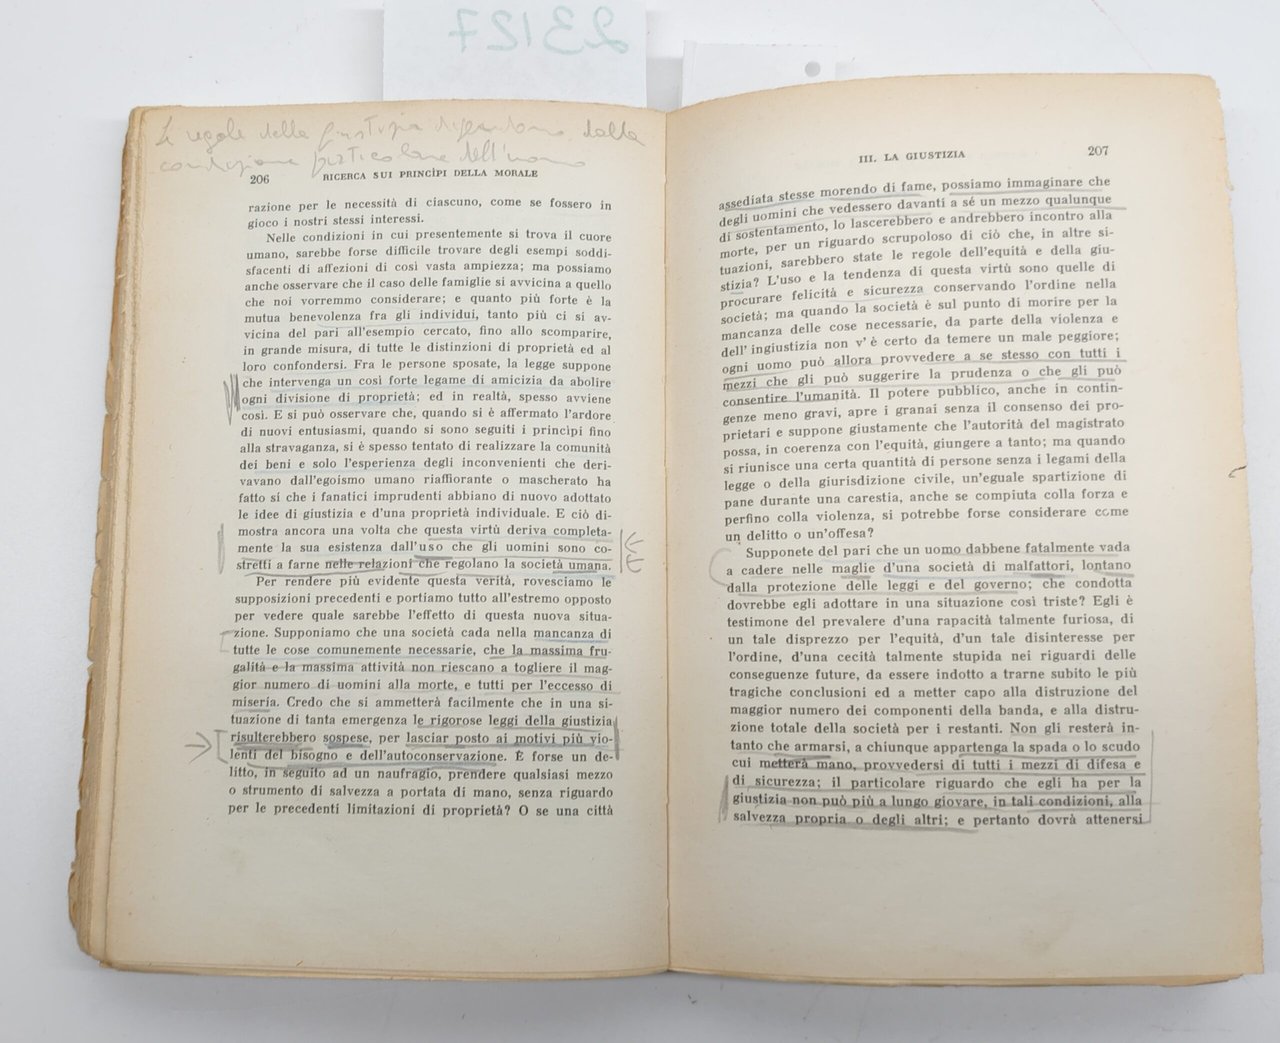 23127
Le regole della giustizia dipendono dalla
condizione particolare dell'uomo
206 RICERCA SUI PRINCÌPI DELLA MORALE
razione per le necessità di ciascuno, come se fossero in
gioco i nostri stessi interessi.
Nelle condizioni in cui presentemente si trova il cuore
umano, sarebbe forse difficile trovare degli esempi soddi-
sfacenti di affezioni di così vasta ampiezza; ma possiamo
anche osservare che il caso delle famiglie si avvicina a quello
che noi vorremmo considerare; e quanto più forte è la
mutua benevolenza fra gli individui, tanto più ci si av-
vicina del pari all'esempio cercato, fino allo scomparire,
in grande misura, di tutte le distinzioni di proprietà ed al
loro confondersi. Fra le persone sposate, la legge suppone
che intervenga un così forte legame di amicizia da abolire
ogni divisione di proprietà; ed in realtà, spesso avviene
così. E si può osservare che, quando si è affermato l'ardore
di nuovi entusiasmi, quando si sono seguiti i princìpi fino
alla stravaganza, si è spesso tentato di realizzare la comunità
dei beni e solo l'esperienza degli inconvenienti che deri-
vavano dall'egoismo umano riaffiorante o mascherato ha
fatto sì che i fanatici imprudenti abbiano di nuovo adottato
le idee di giustizia e d'una proprietà individuale. E ciò di-
mostra ancora una volta che questa virtù deriva completa-
mente la sua esistenza dall'uso che gli uomini sono co-
stretti a farne nelle relazioni che regolano la società umana.
Per rendere più evidente questa verità, rovesciamo le
supposizioni precedenti e portiamo tutto all'estremo opposto
per vedere quale sarebbe l'effetto di questa nuova situa-
zione. Supponiamo che una società cada nella mancanza di
tutte le cose comunemente necessarie, che la massima fru-
galità e la massima attività non riescano a togliere il mag-
gior numero di uomini alla morte, e tutti per l'eccesso di
miseria. Credo che si ammetterà facilmente che in una si-
tuazione di tanta emergenza le rigorose leggi della giustizia
risulterebbero sospese, per lasciar posto ai motivi più vio-
lenti del bisogno e dell'autoconservazione. È forse un de-
litto, in seguito ad un naufragio, prendere qualsiasi mezzo
o strumento di salvezza a portata di mano, senza riguardo
per le precedenti limitazioni di proprietà? O se una città
III. LA GIUSTIZIA 207
assediata stesse morendo di fame, possiamo immaginare che
degli uomini che vedessero davanti a sé un mezzo qualunque
di sostentamento, lo lascerebbero e andrebbero incontro alla
morte, per un riguardo scrupoloso di ciò che, in altre si-
tuazioni, sarebbero state le regole dell'equità e della giu-
stizia? L'uso e la tendenza di questa virtù sono quelle di
procurare felicità e sicurezza conservando l'ordine nella
società; ma quando la società è sul punto di morire per la
mancanza delle cose necessarie, da parte della violenza e
dell' ingiustizia non v' è certo da temere un male peggiore;
ogni uomo può allora provvedere a se stesso con tutti i
mezzi che gli può suggerire la prudenza o che gli può
consentire l'umanità. Il potere pubblico, anche in contin-
genze meno gravi, apre i granai senza il consenso dei pro-
prietari e suppone giustamente che l'autorità del magistrato
possa, in coerenza con l'equità, giungere a tanto; ma quando
si riunisce una certa quantità di persone senza i legami della
legge o della giurisdizione civile, un'eguale spartizione di
pane durante una carestia, anche se compiuta colla forza e
perfino colla violenza, si potrebbe forse considerare come
un delitto o un'offesa?
Supponete del pari che un uomo dabbene fatalmente vada
a cadere nelle maglie d'una società di malfattori, lontano
dalla protezione delle leggi e del governo; che condotta
dovrebbe egli adottare in una situazione così triste? Egli è
testimone del prevalere d'una rapacità talmente furiosa, di
un tale disprezzo per l'equità, d'un tale disinteresse per
l'ordine, d'una cecità talmente stupida nei riguardi delle
conseguenze future, da essere indotto a trarne subito le più
tragiche conclusioni ed a metter capo alla distruzione del
maggior numero dei componenti della banda, e alla distru-
zione totale della società per i restanti. Non gli resterà in-
tanto che armarsi, a chiunque appartenga la spada o lo scudo
cui metterà mano, provvedersi di tutti i mezzi di difesa e
di sicurezza; il particolare riguardo che egli ha per la
giustizia non può più a lungo giovare, in tali condizioni, alla
salvezza propria o degli altri; e pertanto dovrà attenersi